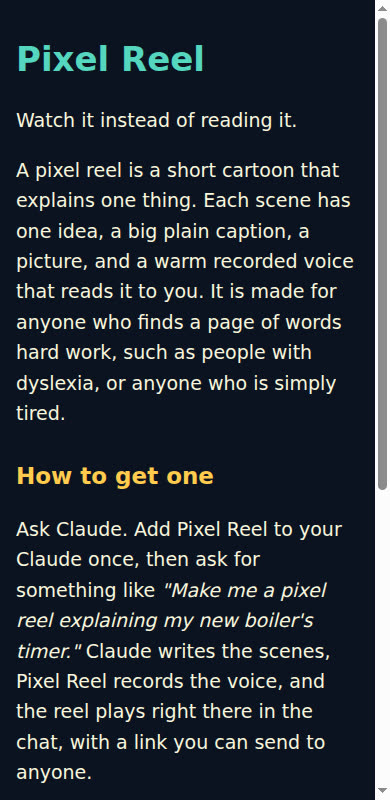 Pixel Reel
Watch it instead of reading it.
A pixel reel is a short cartoon that
explains one thing. Each scene has
one idea, a big plain caption, a
picture, and a warm recorded voice
that reads it to you. It is made for
anyone who finds a page of words
hard work, such as people with
dyslexia, or anyone who is simply
tired.
How to get one
Ask Claude. Add Pixel Reel to your
Claude once, then ask for
something like "Make me a pixel
reel explaining my new boiler's
timer." Claude writes the scenes,
Pixel Reel records the voice, and
the reel plays right there in the
chat, with a link you can send to
anyone.